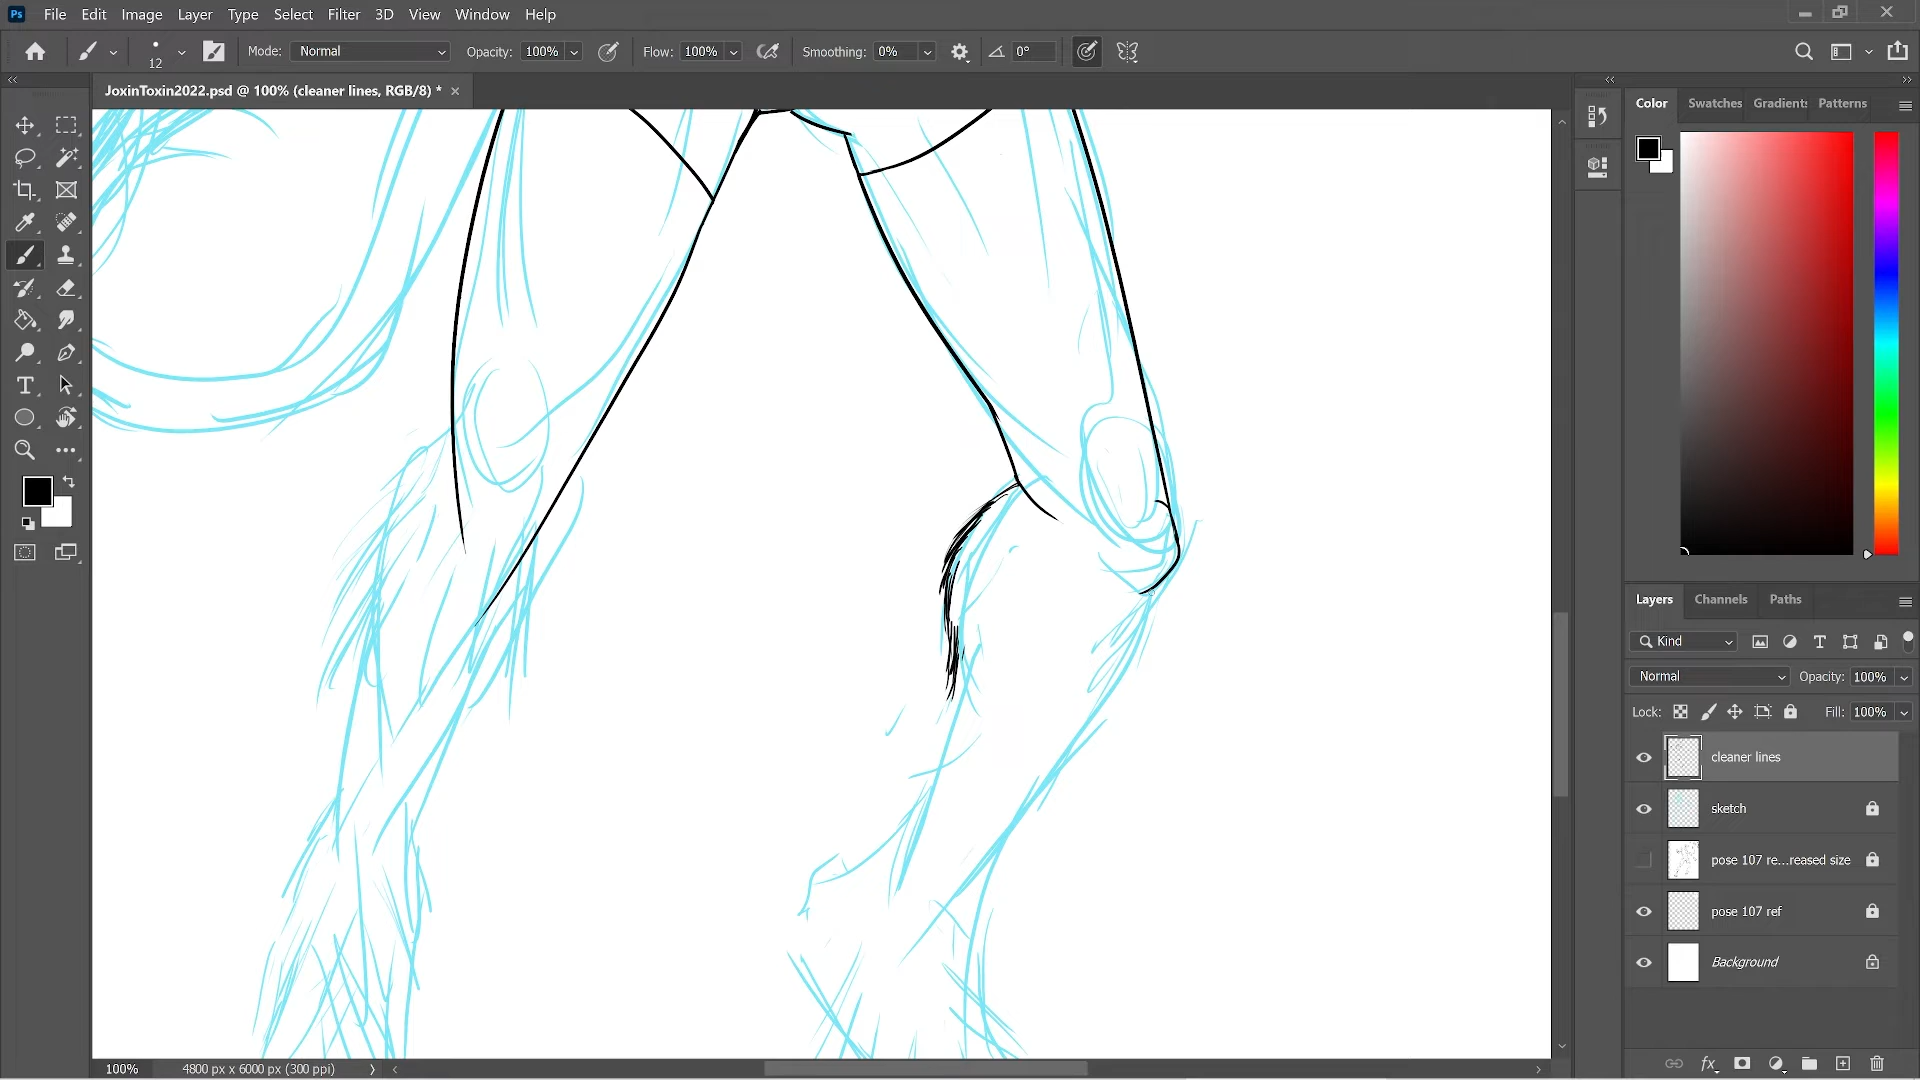 Ps File Edit Image Layer Type Select Filter 3D View Window Help
12 Mode: Normal Opacity: 100% Flow: 100% Smoothing: 0% 0°
JoxinToxin2022.psd @ 100% (cleaner lines, RGB/8) *
Color Swatches Gradients Patterns
Layers Channels Paths
Kind
Normal Opacity: 100%
Lock: Fill: 100%
cleaner lines
sketch
pose 107 re...reased size
pose 107 ref
Background
fx
100% 4800 px x 6000 px (300 ppi)